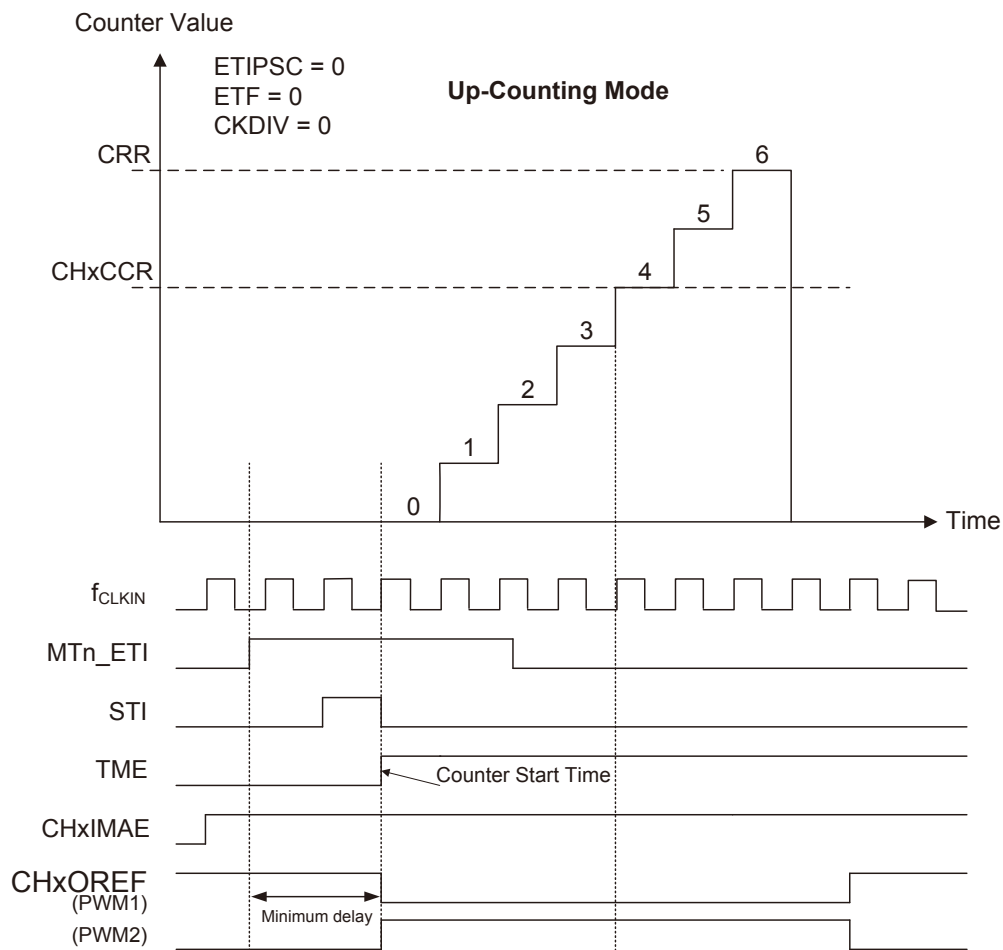 Counter Value
ETIPSC = 0
ETF = 0
CKDIV = 0
Up-Counting Mode
CRR
6
5
CHxCCR
4
3
2
1
0
Time
fCLKIN
MTn_ETI
STI
TME
Counter Start Time
CHxIMAE
CHxOREF
(PWM1)
Minimum delay
(PWM2)